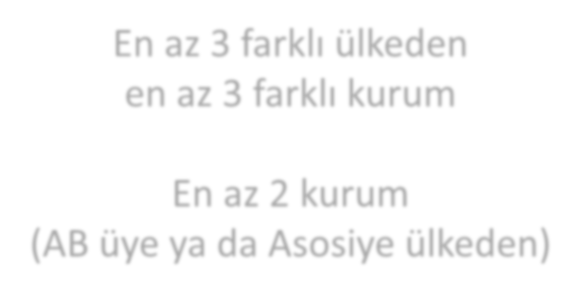 En az 3 farklı ülkeden
en az 3 farklı kurum
En az 2 kurum
(AB üye ya da Asosiye ülkeden)